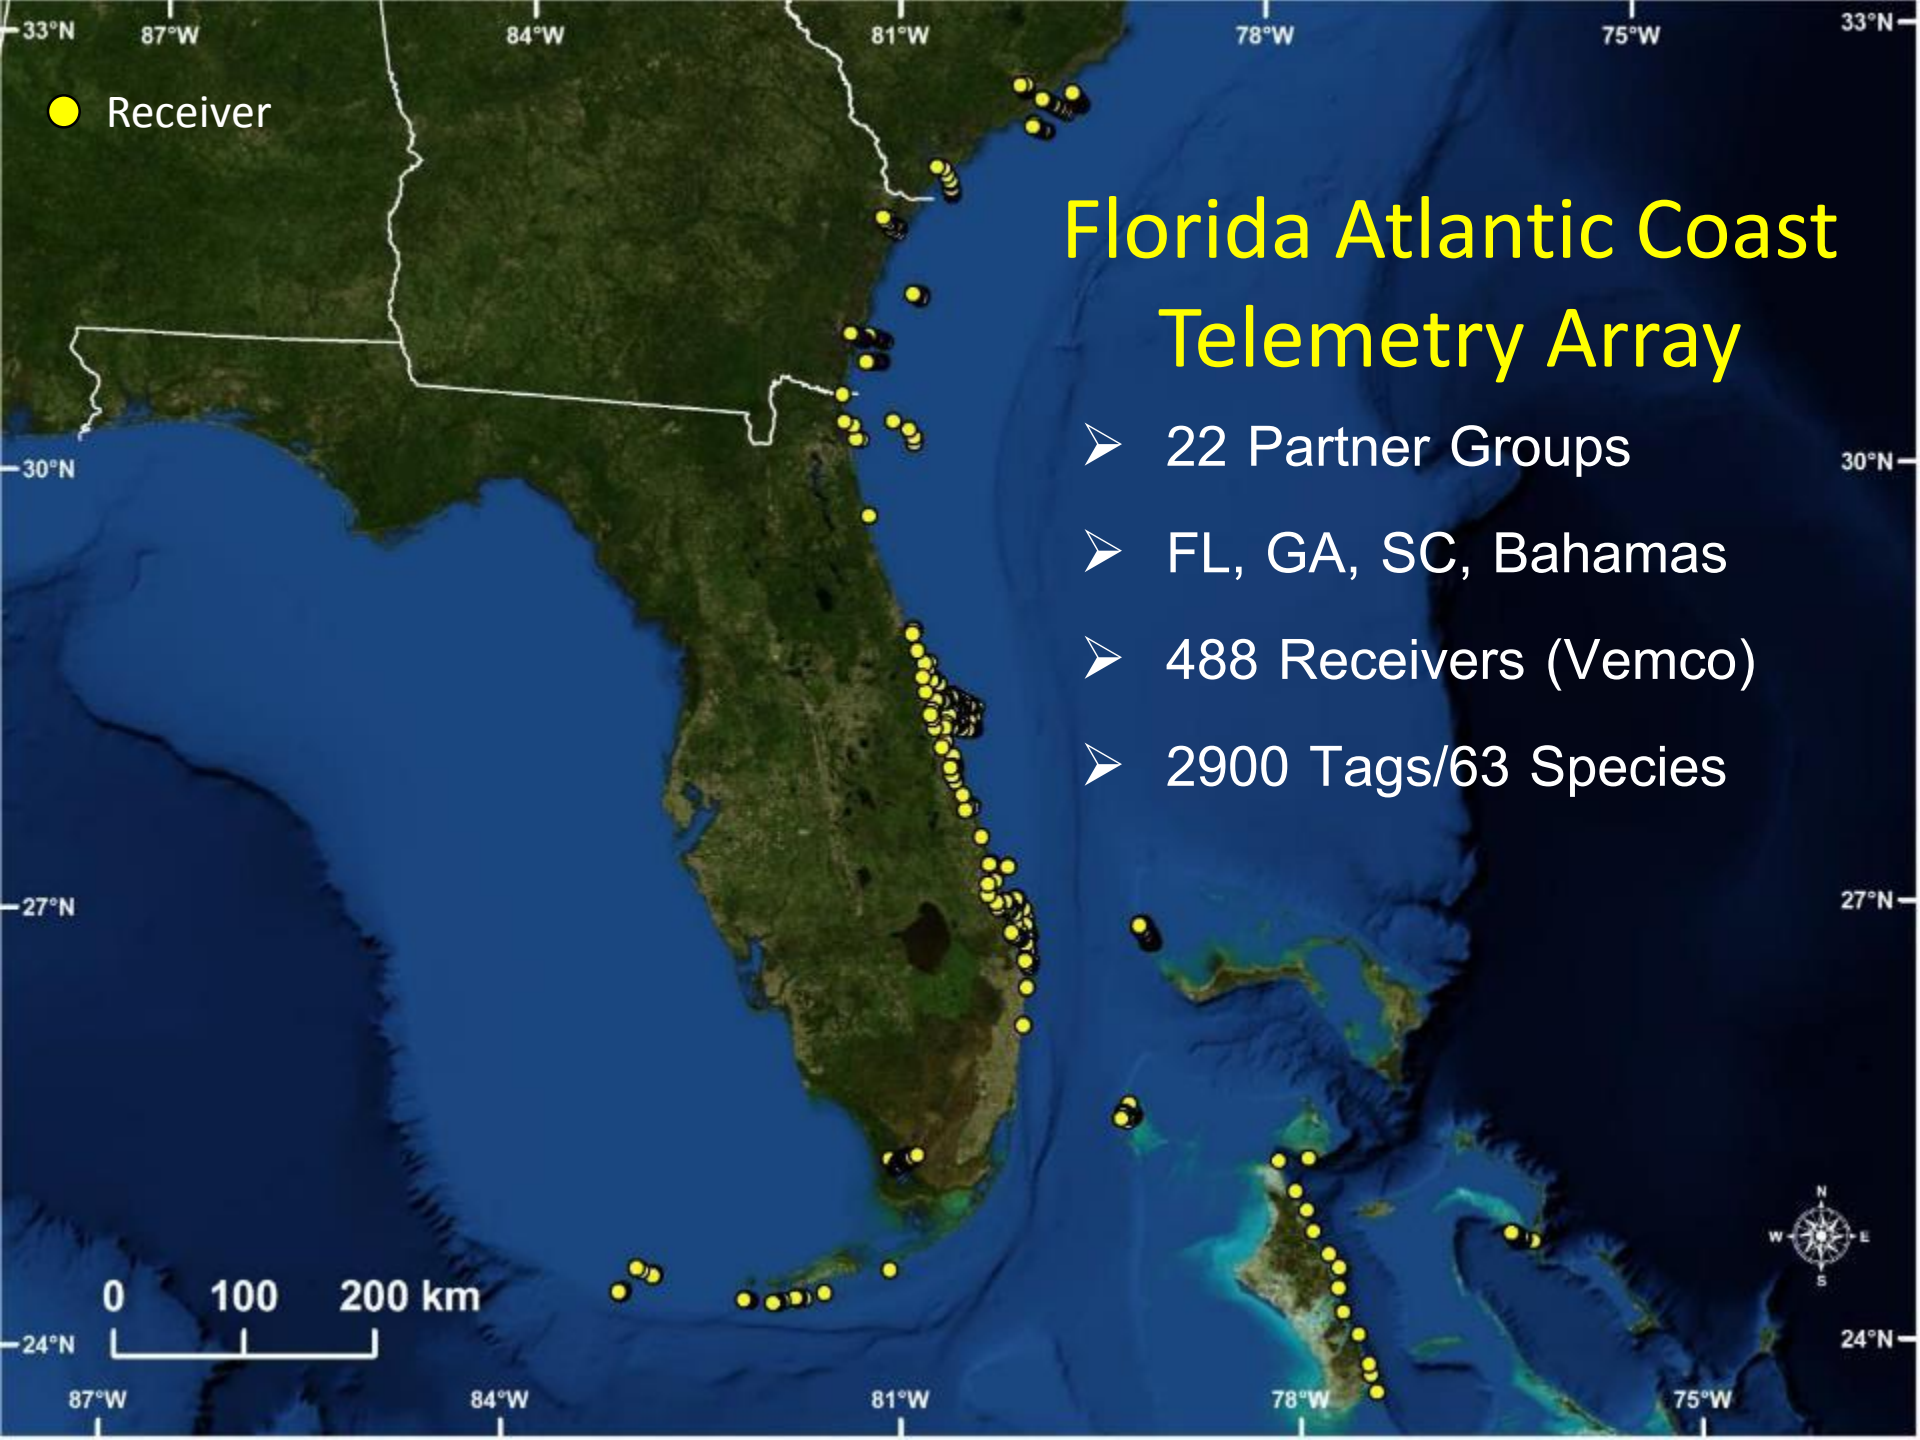 33°N 87°W 84°W 81°W 78°W 75°W 33°N
Receiver
Florida Atlantic Coast
Telemetry Array
➢ 22 Partner Groups
30°N 30°N
➢ FL, GA, SC, Bahamas
➢ 488 Receivers (Vemco)
➢ 2900 Tags/63 Species
27°N 27°N
N
W E
S
0 100 200 km
24°N 24°N
87°W 84°W 81°W 78°W 75°W